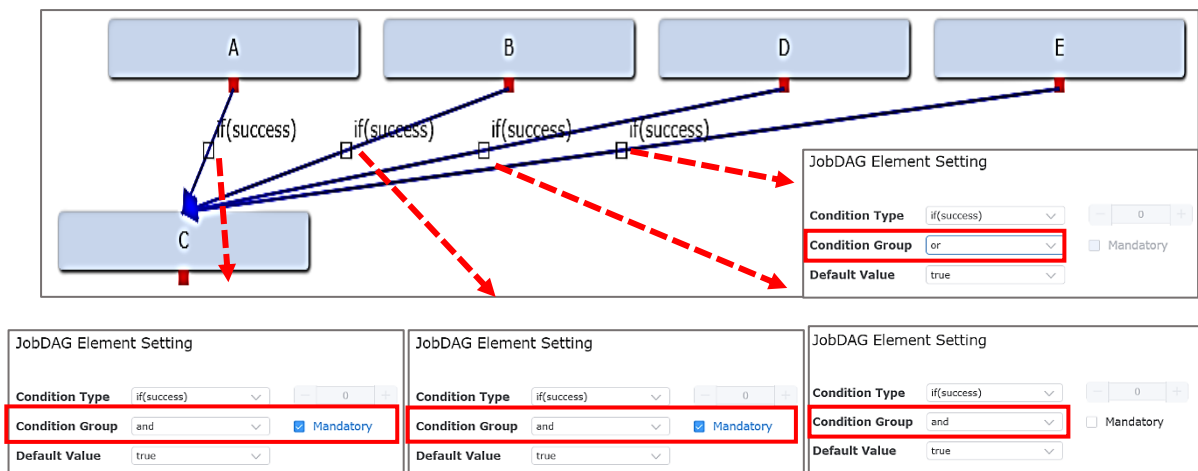 A B D E
if(success) if(success) if(success) if(success)
C
JobDAG Element Setting
Condition Type if(success) 0
Condition Group or Mandatory
Default Value true
JobDAG Element Setting
Condition Type if(success) 0
Condition Group and Mandatory
Default Value true
JobDAG Element Setting
Condition Type if(success) 0
Condition Group and Mandatory
Default Value true
JobDAG Element Setting
Condition Type if(success) 0
Condition Group and Mandatory
Default Value true